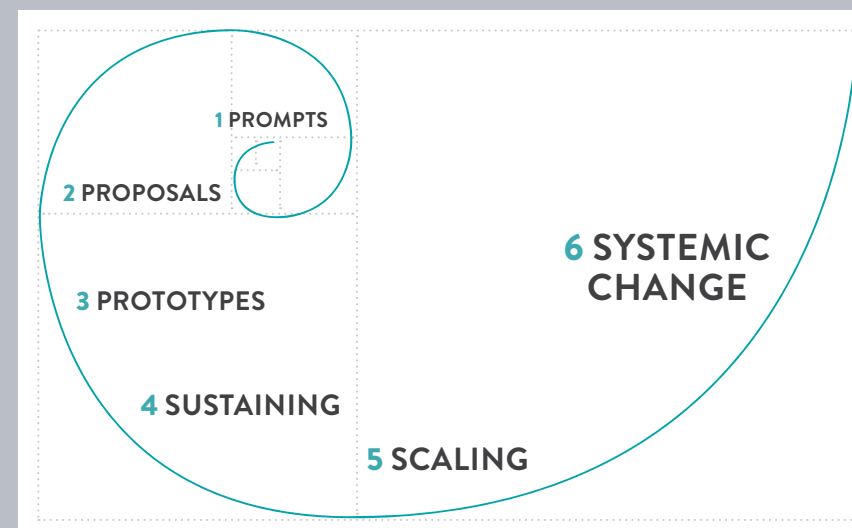 1 PROMPTS
2 PROPOSALS
3 PROTOTYPES
4 SUSTAINING
5 SCALING
6 SYSTEMIC
CHANGE